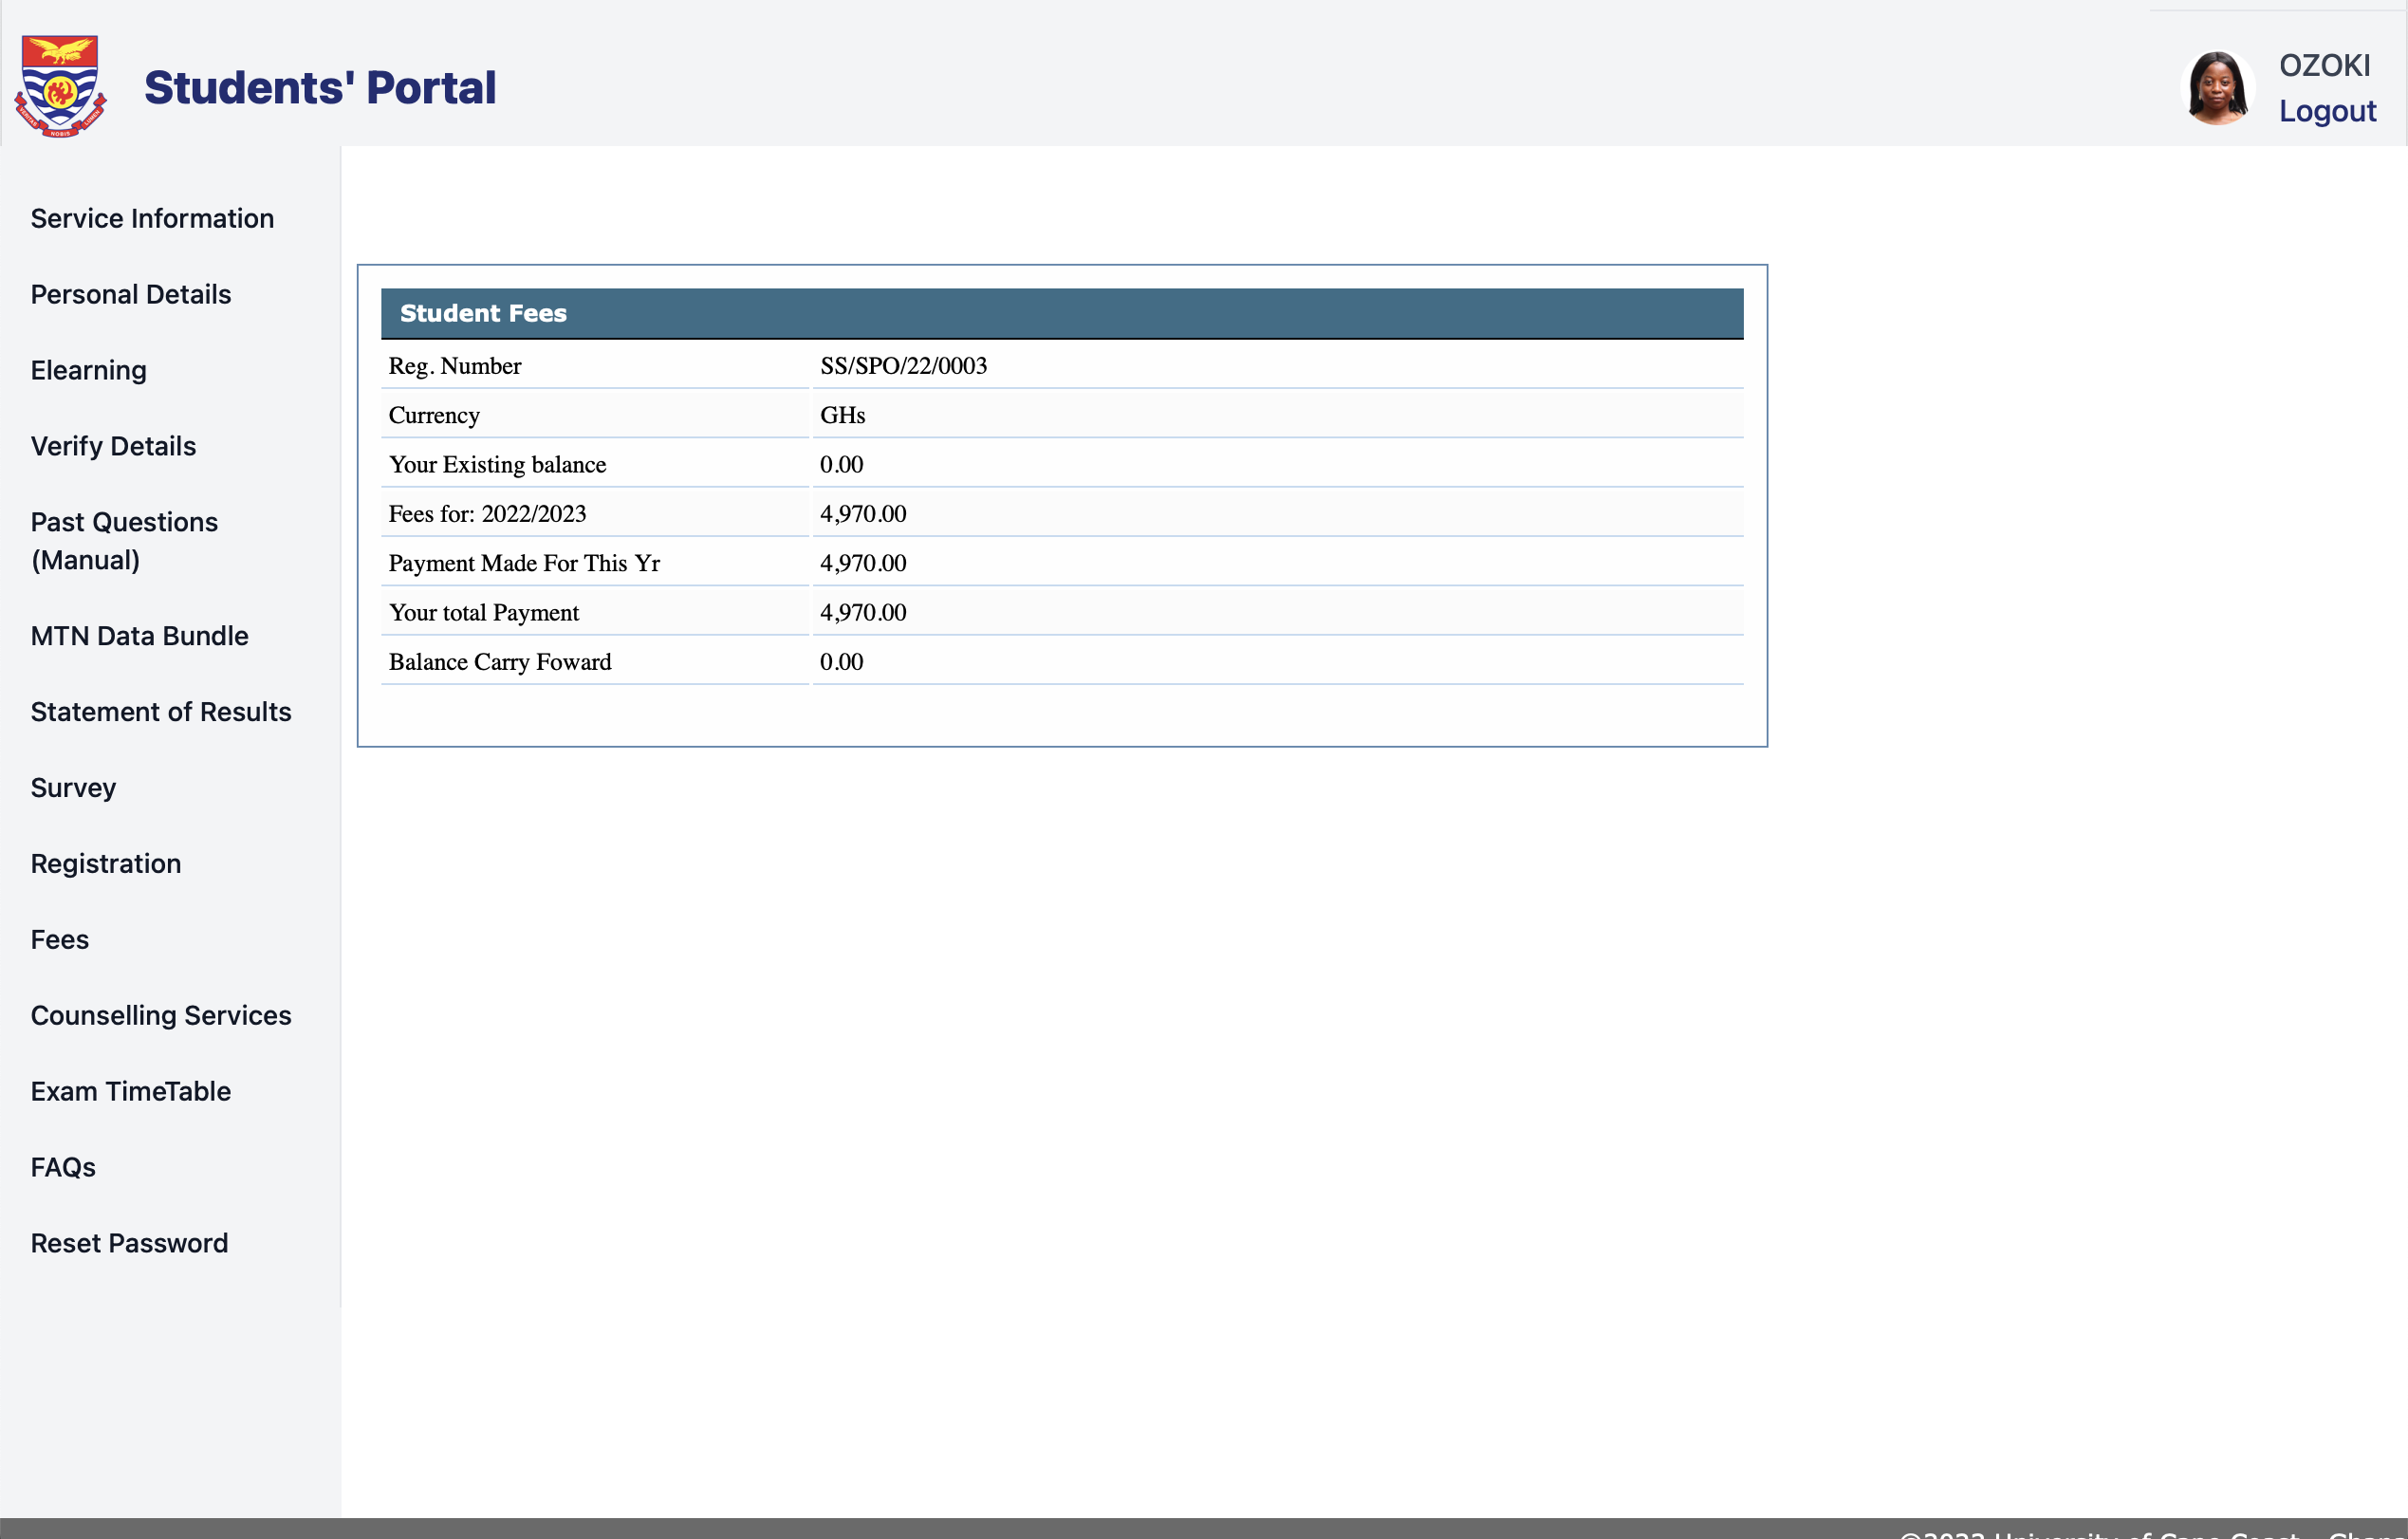 Students' Portal
OZOKI
Logout
Service Information
Personal Details
Elearning
Verify Details
Past Questions
(Manual)
MTN Data Bundle
Statement of Results
Survey
Registration
Fees
Counselling Services
Exam TimeTable
FAQs
Reset Password
Student Fees
Reg. Number SS/SPO/22/0003
Currency GHs
Your Existing balance 0.00
Fees for: 2022/2023 4,970.00
Payment Made For This Yr 4,970.00
Your total Payment 4,970.00
Balance Carry Foward 0.00